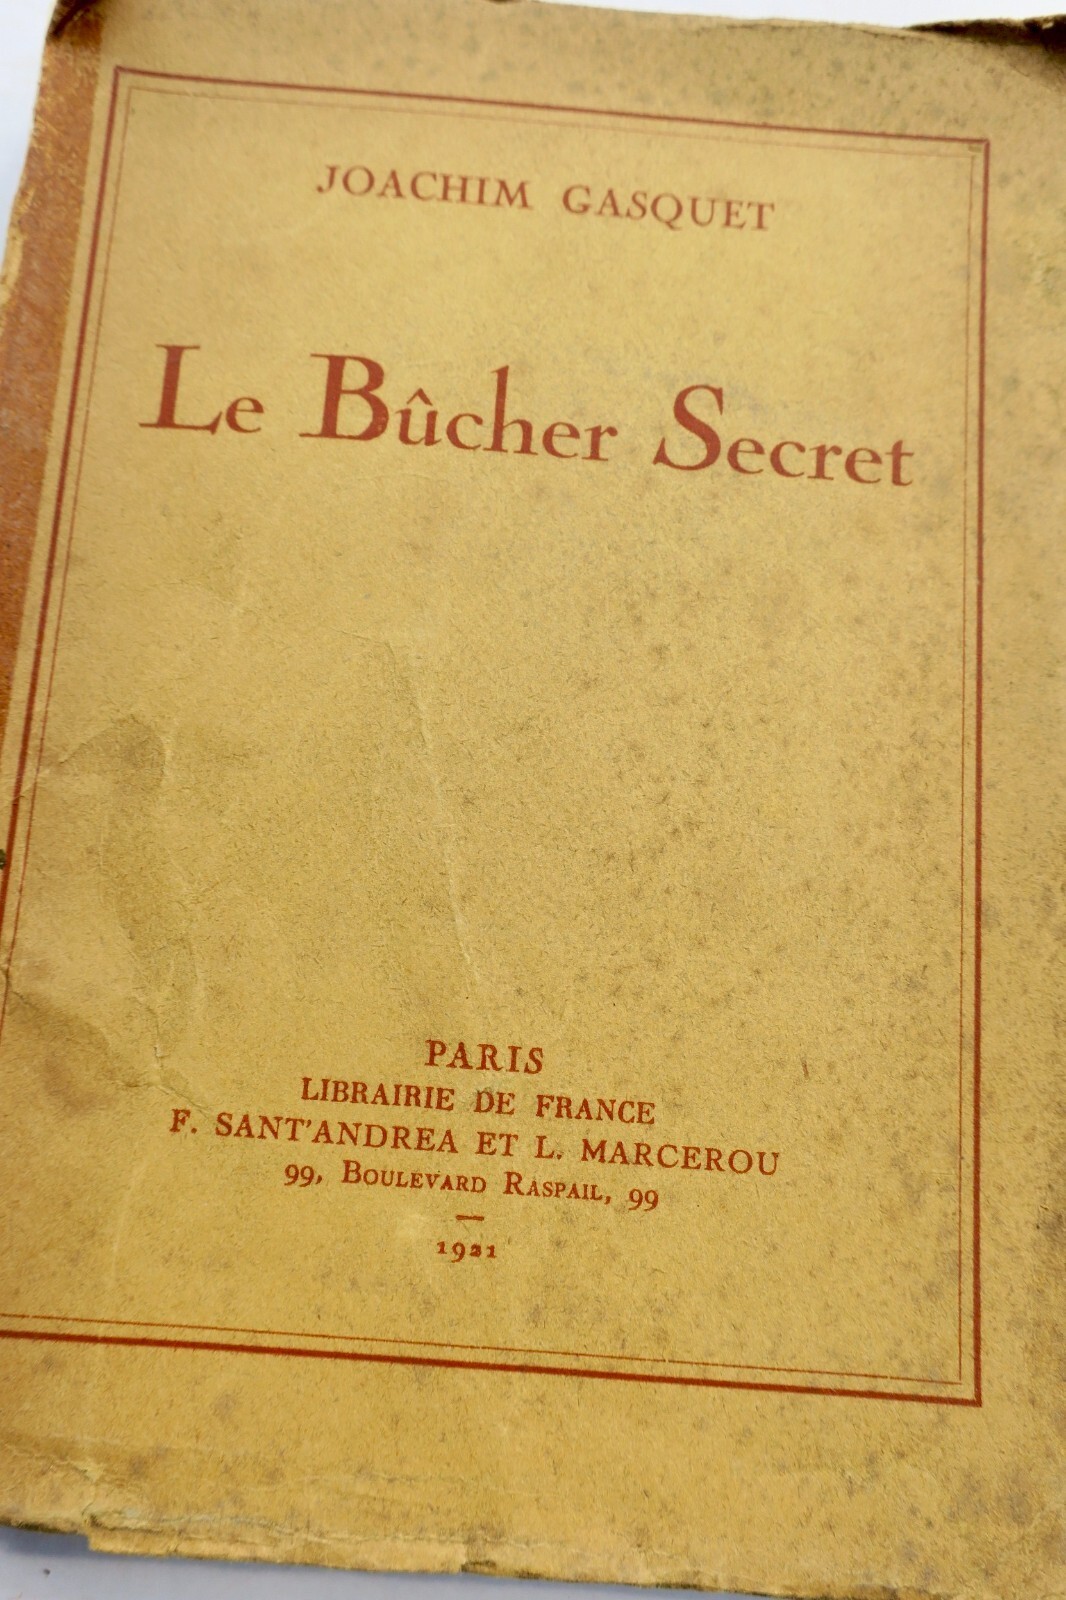 JOACHIM GASQUET
Le Bûcher Secret
PARIS
LIBRAIRIE DE FRANCE
F. SANT'ANDREA ET L. MARCEROU
99, BOULEVARD RASPAIL, 99
1921